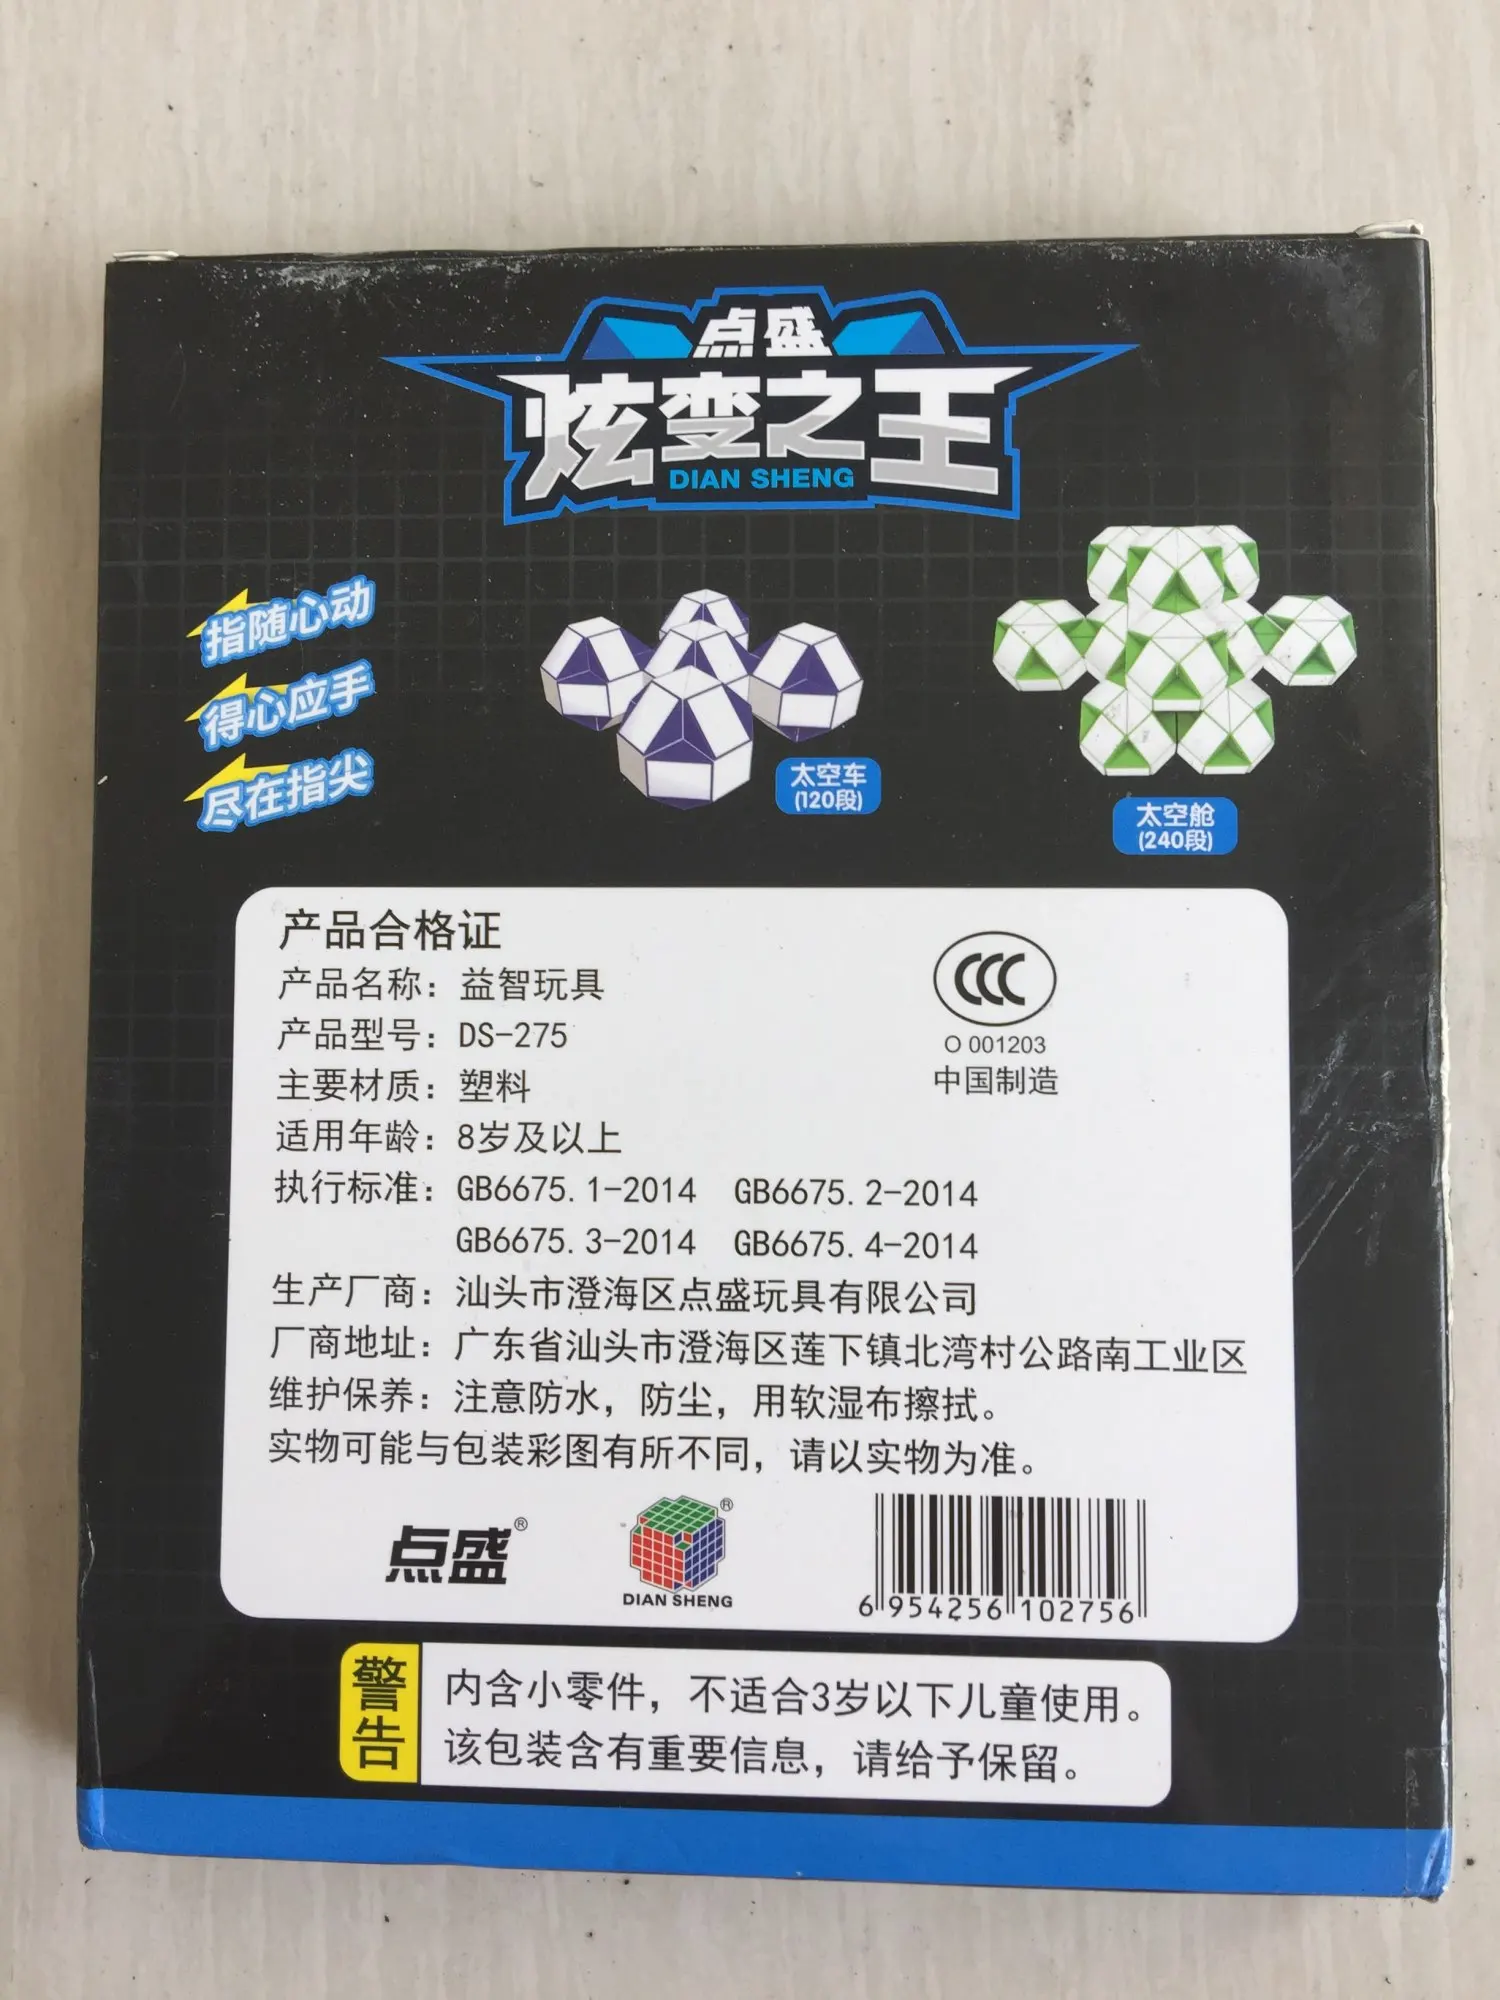 点盛
炫变之王
DIAN SHENG
指随心动
得心应手
尽在指尖
太空车
(120段)
太空舱
(240段)
产品合格证
产品名称：益智玩具
产品型号：DS-275
主要材质：塑料
适用年龄：8岁及以上
执行标准：GB6675.1-2014 GB6675.2-2014
GB6675.3-2014 GB6675.4-2014
生产厂商：汕头市澄海区点盛玩具有限公司
厂商地址：广东省汕头市澄海区莲下镇北湾村公路南工业区
维护保养：注意防水，防尘，用软湿布擦拭。
实物可能与包装彩图有所不同，请以实物为准。
CCC
O 001203
中国制造
点盛®
®
DIAN SHENG
6 954256 102756
警告
内含小零件，不适合3岁以下儿童使用。
该包装含有重要信息，请给予保留。